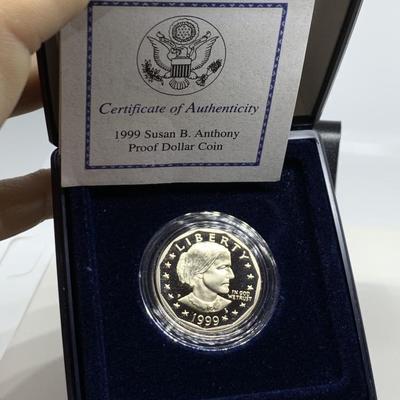 Certificate of Authenticity
1999 Susan B. Anthony
Proof Dollar Coin
LIBERTY
IN GOD
WE TRUST
1999